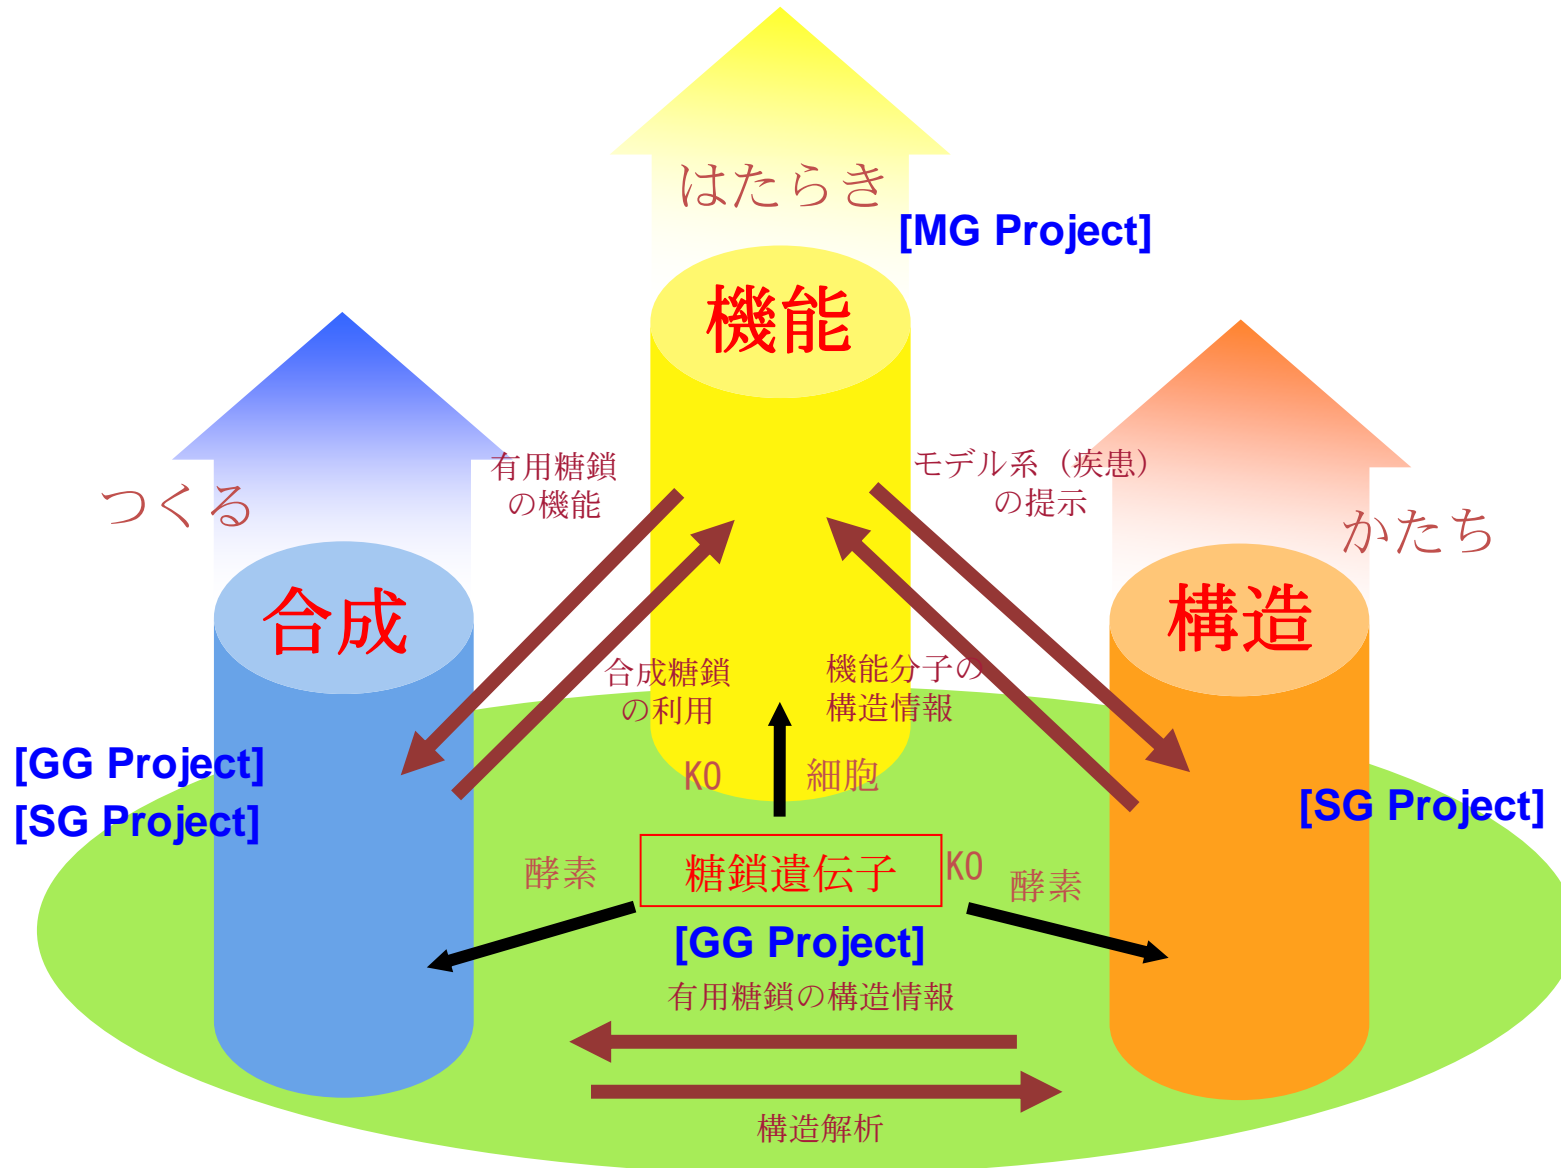 はたらき
[MG Project]
機能
有用糖鎖
の機能
モデル系（疾患）
の提示
つくる
かたち
合成
構造
合成糖鎖
の利用
機能分子の
構造情報
[GG Project]
[SG Project]
KO
細胞
[SG Project]
酵素
糖鎖遺伝子
KO
酵素
[GG Project]
有用糖鎖の構造情報
構造解析